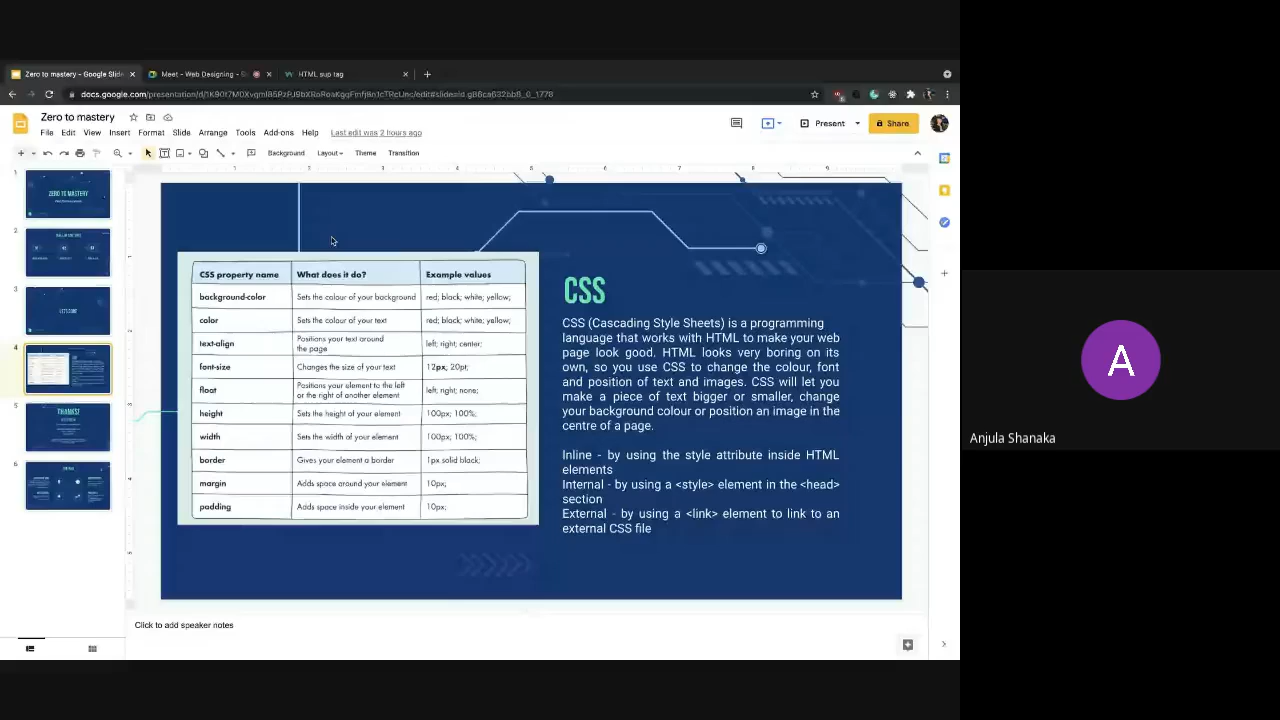 Zero to mastery - Google Slide
Meet - Web Designing -
HTML sup tag
Zero to mastery
File Edit View Insert Format Slide Arrange Tools Add-ons Help
Last edit was 2 hours ago
Present
Share
Background Layout Theme Transition
1
ZERO TO MASTERY
2
3
4
5
THANKS!
6
CSS property name What does it do? Example values
background-color Sets the colour of your background red; black; white; yellow;
color Sets the colour of your text red; black; white; yellow;
text-align Positions your text around the page left; right; center;
font-size Changes the size of your text 12px; 20pt;
float Positions your element to the left or the right of another element left; right; none;
height Sets the height of your element 100px; 100%;
width Sets the width of your element 100px; 100%;
border Gives your element a border 1px solid black;
margin Adds space around your element 10px;
padding Adds space inside your element 10px;
CSS
CSS (Cascading Style Sheets) is a programming
language that works with HTML to make your web
page look good. HTML looks very boring on its
own, so you use CSS to change the colour, font
and position of text and images. CSS will let you
make a piece of text bigger or smaller, change
your background colour or position an image in the
centre of a page.
Inline - by using the style attribute inside HTML
elements
Internal - by using a <style> element in the <head>
section
External - by using a <link> element to link to an
external CSS file
Click to add speaker notes
A
Anjula Shanaka